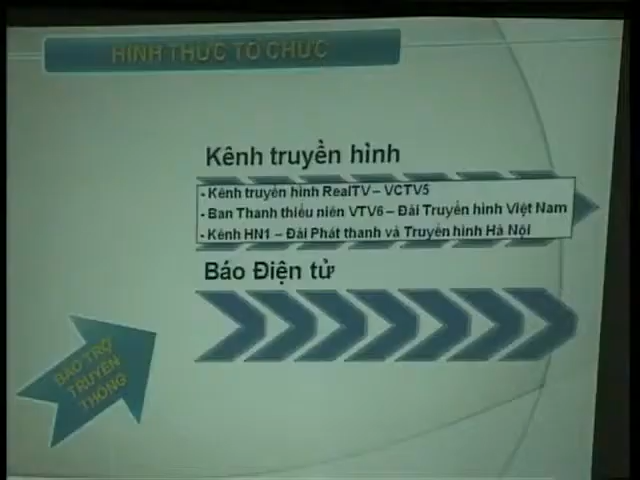 HÌNH THỨC TỔ CHỨC
Kênh truyền hình
- Kênh truyền hình RealTV – VCTV5
- Ban Thanh thiếu niên VTV6 – Đài Truyền hình Việt Nam
- Kênh HN1 – Đài Phát thanh và Truyền hình Hà Nội
Báo Điện tử
BẢO TRỢ
TRUYỀN
THÔNG